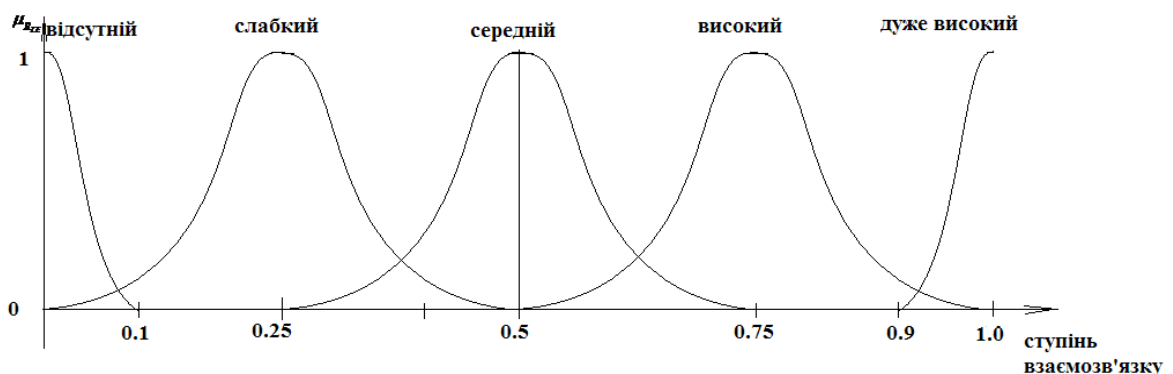 μ відсутній слабкий середній високий дуже високий
1
0
0.1 0.25 0.5 0.75 0.9 1.0
ступінь
взаємозв'язку